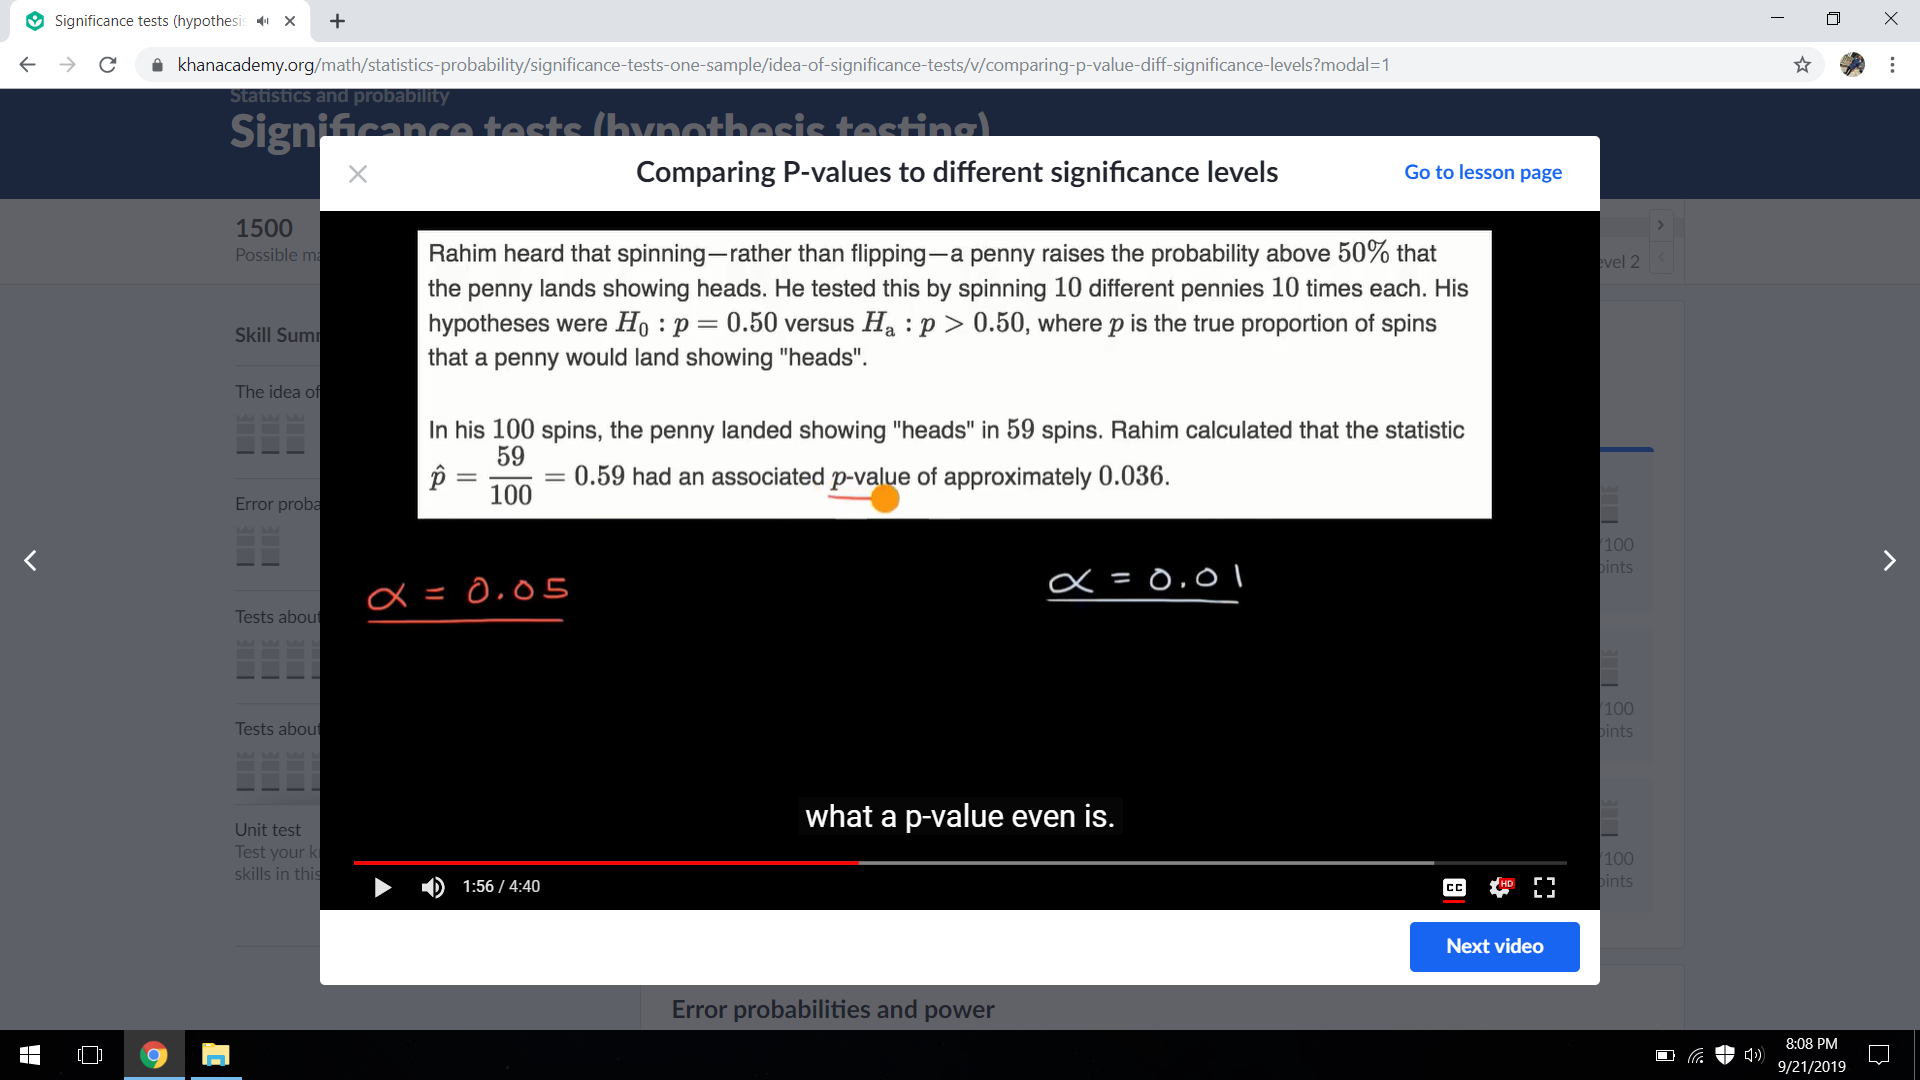 Significance tests (hypothesis
khanacademy.org/math/statistics-probability/significance-tests-one-sample/idea-of-significance-tests/v/comparing-p-value-diff-significance-levels?modal=1
Statistics and probability
Significance tests (hypothesis testing)
Comparing P-values to different significance levels
Go to lesson page
1500
Possible ma
evel 2
Rahim heard that spinning—rather than flipping—a penny raises the probability above 50% that
the penny lands showing heads. He tested this by spinning 10 different pennies 10 times each. His
hypotheses were H₀ : p = 0.50 versus Hₐ : p > 0.50, where p is the true proportion of spins
that a penny would land showing "heads".
In his 100 spins, the penny landed showing "heads" in 59 spins. Rahim calculated that the statistic
p̂ = 59/100 = 0.59 had an associated p-value of approximately 0.036.
α = 0.05
α = 0.01
what a p-value even is.
1:56 / 4:40
CC
HD
Next video
Skill Summ
The idea of
Error proba
Tests about
Tests about
Unit test
Test your k
skills in this
/100
oints
/100
oints
/100
oints
Error probabilities and power
8:08 PM
9/21/2019